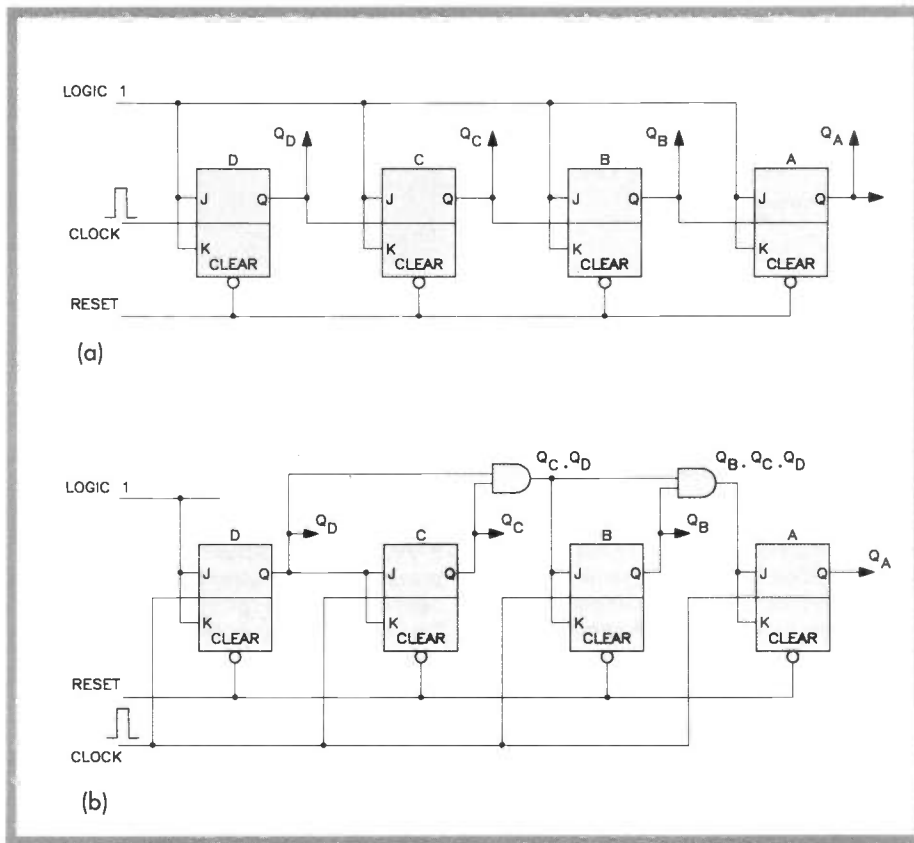 LOGIC 1
Q_D Q_C Q_B Q_A
D C B A
J Q J Q J Q J Q
CLOCK
K K K K
CLEAR CLEAR CLEAR CLEAR
RESET
(a)
Q_C . Q_D Q_B . Q_C . Q_D
LOGIC 1
Q_D Q_C Q_B
D C B A
Q_A
J Q J Q J Q J Q
K K K K
CLEAR CLEAR CLEAR CLEAR
RESET
CLOCK
(b)